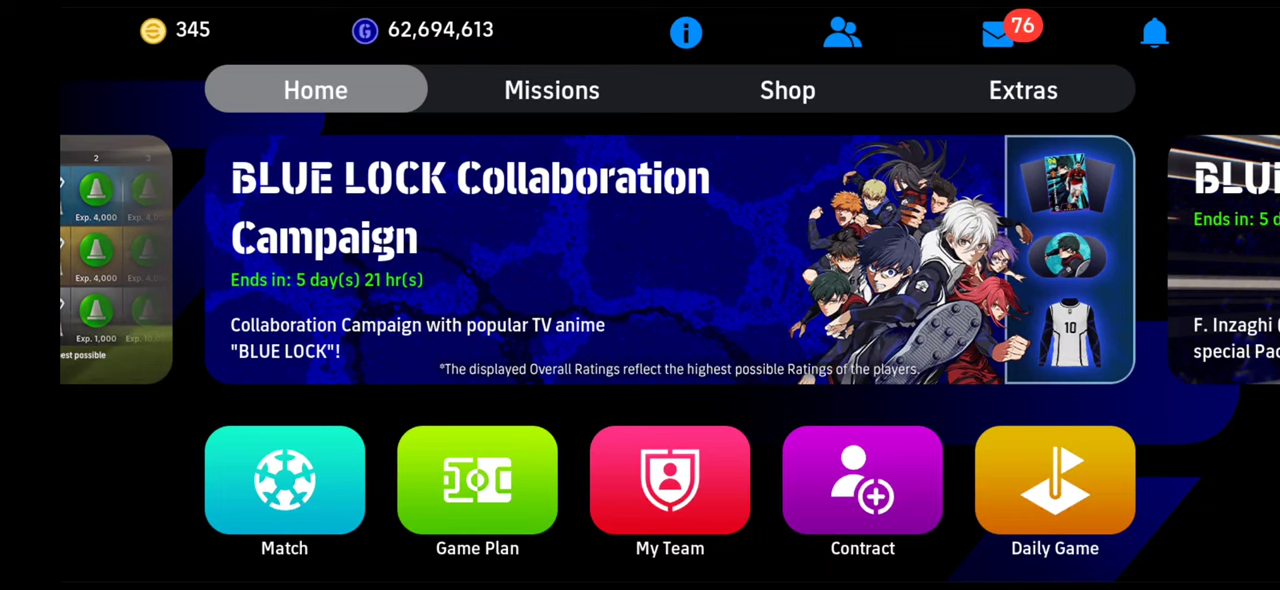 345
62,694,613
76
Home
Missions
Shop
Extras
2
3
Exp. 4,000
Exp. 4,000
Exp. 1,000
est possible
BLUE LOCK Collaboration
Campaign
Ends in: 5 day(s) 21 hr(s)
Collaboration Campaign with popular TV anime
"BLUE LOCK"!
*The displayed Overall Ratings reflect the highest possible Ratings of the players.
10
BLU
Ends in: 5 d
F. Inzaghi
special Pac
Match
Game Plan
My Team
Contract
Daily Game